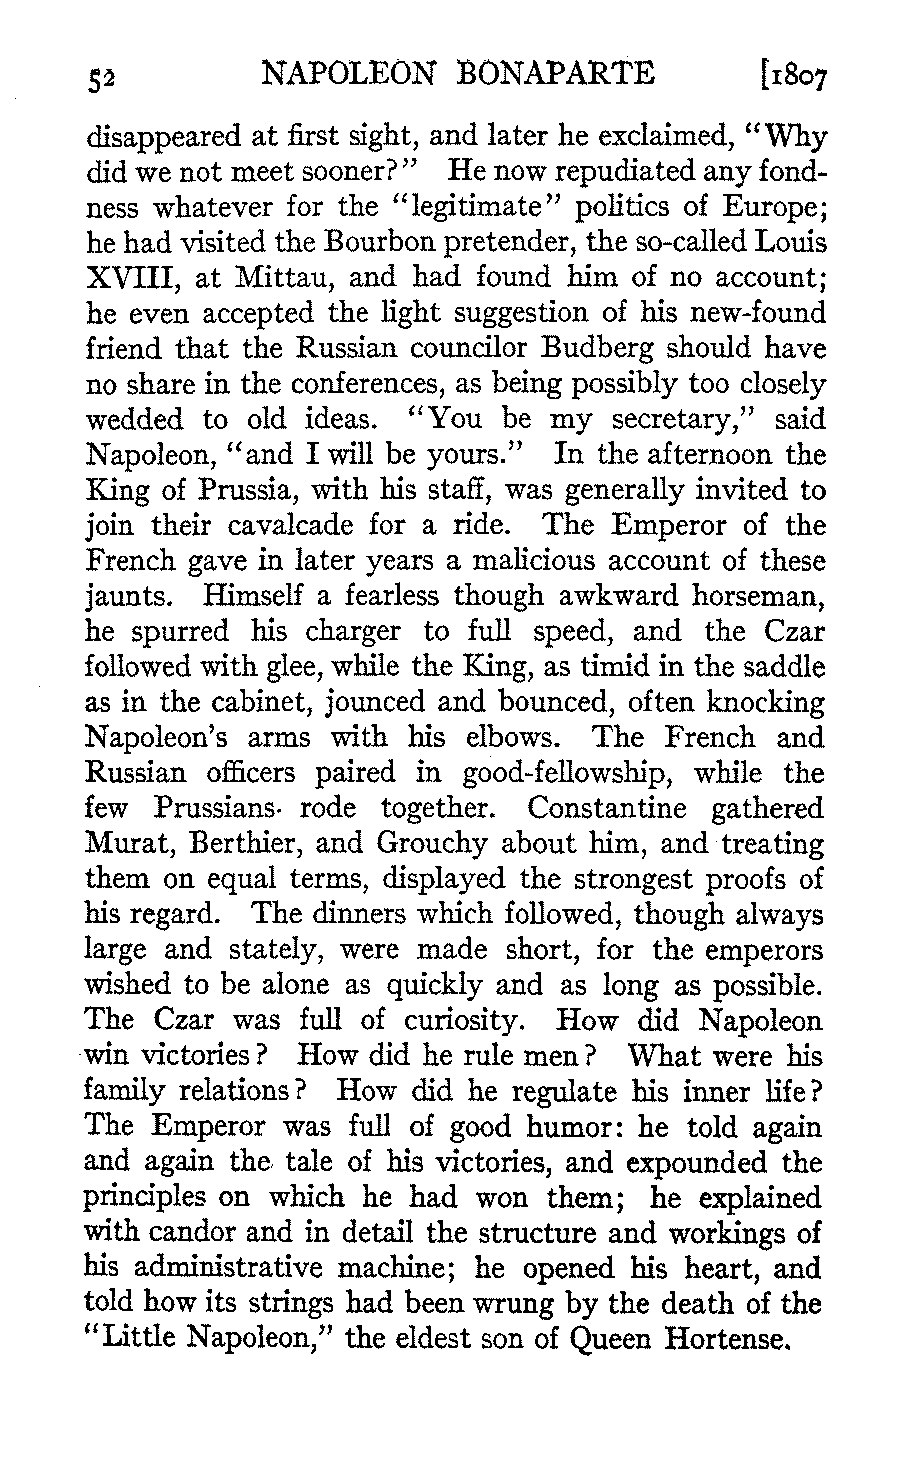 52 NAPOLEON BONAPARTE [1807
disappeared at first sight, and later he exclaimed, "Why
did we not meet sooner?" He now repudiated any fond-
ness whatever for the "legitimate" politics of Europe;
he had visited the Bourbon pretender, the so-called Louis
XVIII, at Mittau, and had found him of no account;
he even accepted the light suggestion of his new-found
friend that the Russian councilor Budberg should have
no share in the conferences, as being possibly too closely
wedded to old ideas. "You be my secretary," said
Napoleon, "and I will be yours." In the afternoon the
King of Prussia, with his staff, was generally invited to
join their cavalcade for a ride. The Emperor of the
French gave in later years a malicious account of these
jaunts. Himself a fearless though awkward horseman,
he spurred his charger to full speed, and the Czar
followed with glee, while the King, as timid in the saddle
as in the cabinet, jounced and bounced, often knocking
Napoleon's arms with his elbows. The French and
Russian officers paired in good-fellowship, while the
few Prussians rode together. Constantine gathered
Murat, Berthier, and Grouchy about him, and treating
them on equal terms, displayed the strongest proofs of
his regard. The dinners which followed, though always
large and stately, were made short, for the emperors
wished to be alone as quickly and as long as possible.
The Czar was full of curiosity. How did Napoleon
win victories? How did he rule men? What were his
family relations? How did he regulate his inner life?
The Emperor was full of good humor: he told again
and again the tale of his victories, and expounded the
principles on which he had won them; he explained
with candor and in detail the structure and workings of
his administrative machine; he opened his heart, and
told how its strings had been wrung by the death of the
"Little Napoleon," the eldest son of Queen Hortense.